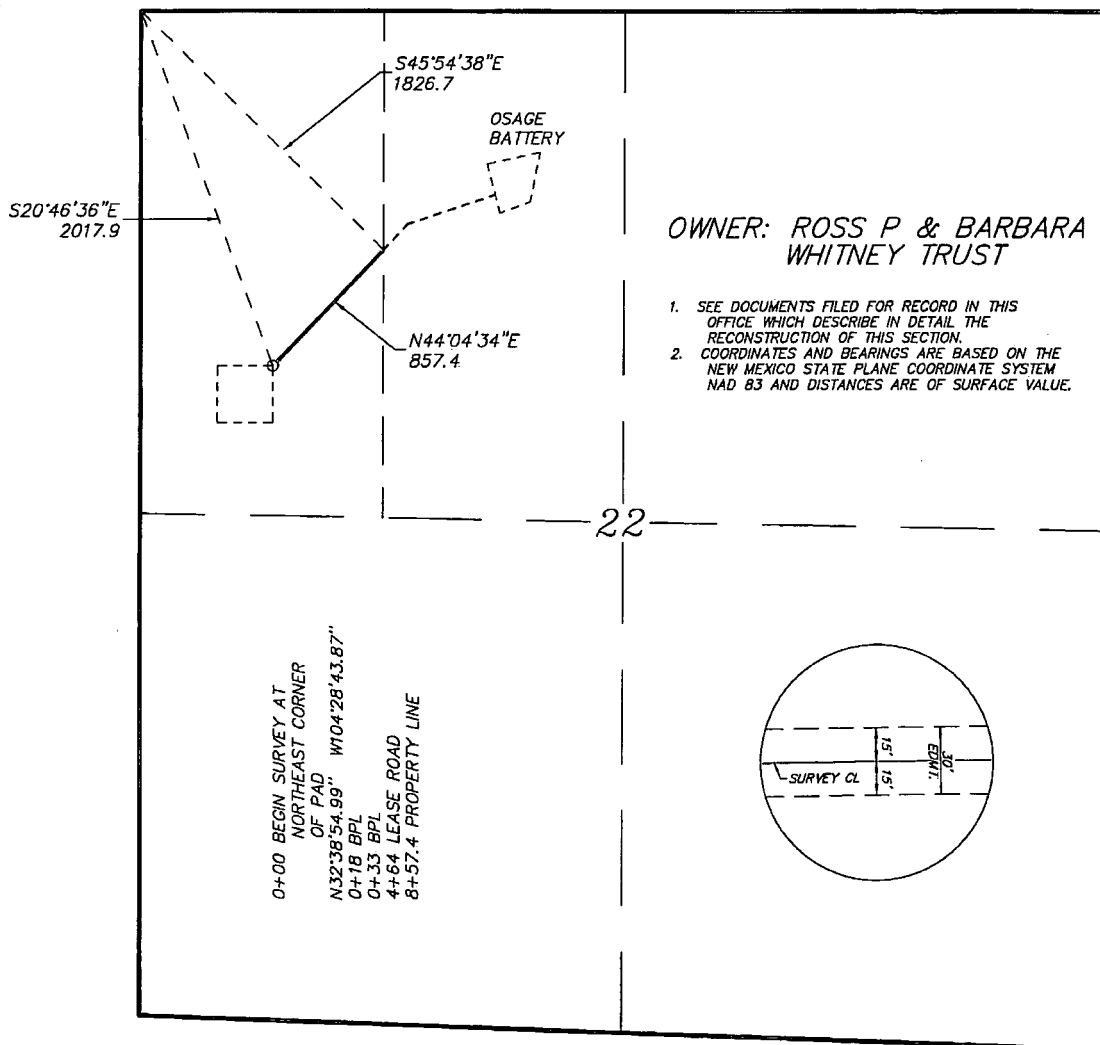 S45°54'38"E
1826.7
OSAGE
BATTERY
S20°46'36"E
2017.9
OWNER: ROSS P & BARBARA
WHITNEY TRUST
1. SEE DOCUMENTS FILED FOR RECORD IN THIS
OFFICE WHICH DESCRIBE IN DETAIL THE
RECONSTRUCTION OF THIS SECTION.
2. COORDINATES AND BEARINGS ARE BASED ON THE
NEW MEXICO STATE PLANE COORDINATE SYSTEM
NAD 83 AND DISTANCES ARE OF SURFACE VALUE.
N44°04'34"E
857.4
22
0+00 BEGIN SURVEY AT
NORTHEAST CORNER
OF PAD
N32°38'54.99" W104°28'43.87"
0+18 BPL
0+33 BPL
4+64 LEASE ROAD
8+57.4 PROPERTY LINE
15'
15'
30'
EDMT.
SURVEY CL